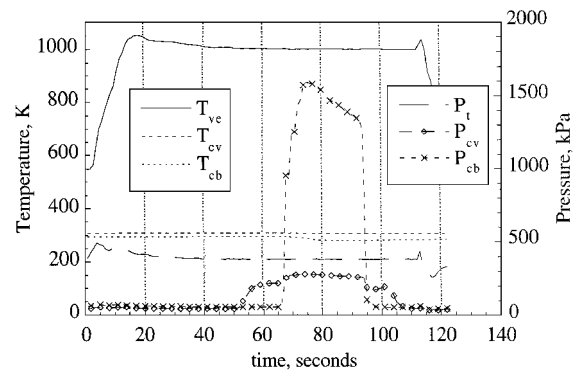 Temperature, K
1000
800
600
400
200
0
T_ve
T_cv
T_cb
P_t
P_cv
P_cb
2000
1500
1000
500
0
Pressure, kPa
0 20 40 60 80 100 120 140
time, seconds